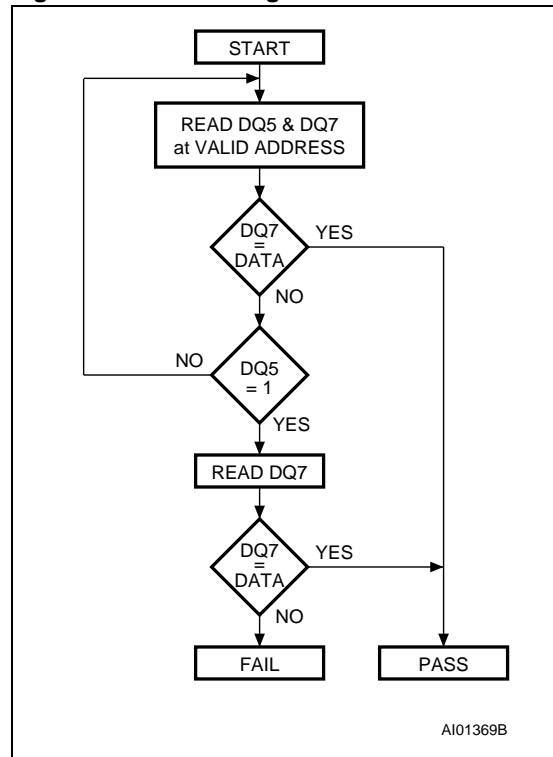 START
READ DQ5 & DQ7
at VALID ADDRESS
DQ7
=
DATA
YES
NO
NO
DQ5
= 1
YES
READ DQ7
DQ7
=
DATA
YES
NO
FAIL
PASS
AI01369B